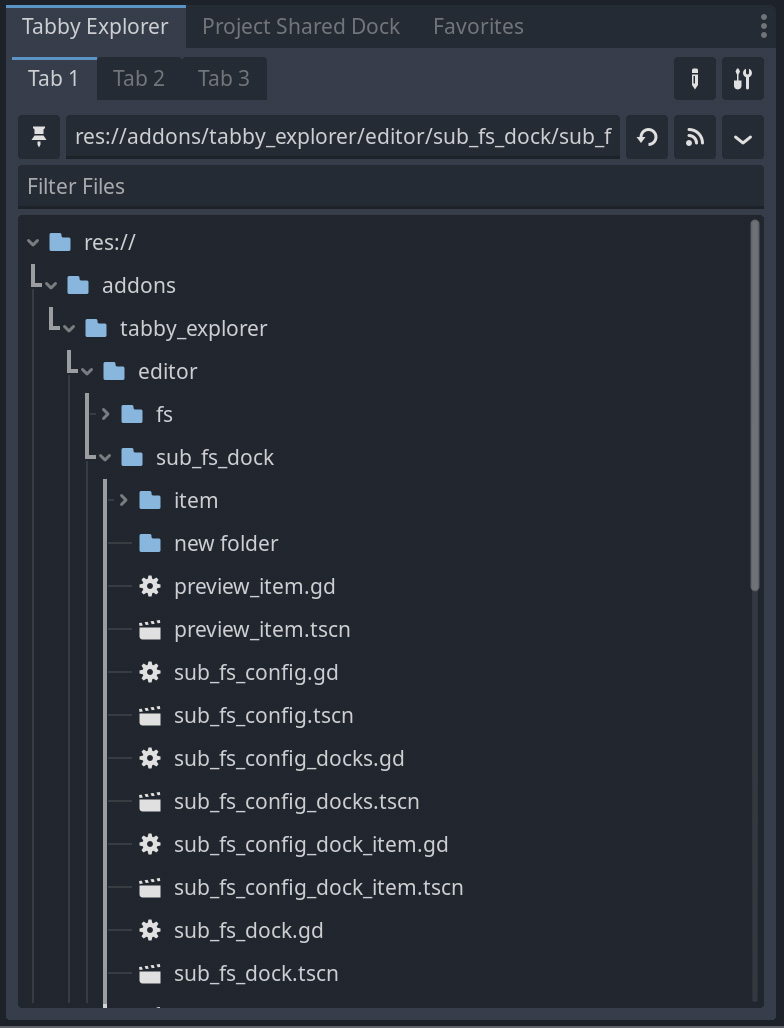 Tabby Explorer Project Shared Dock Favorites
Tab 1 Tab 2 Tab 3
res://addons/tabby_explorer/editor/sub_fs_dock/sub_f
Filter Files
res://
addons
tabby_explorer
editor
fs
sub_fs_dock
item
new folder
preview_item.gd
preview_item.tscn
sub_fs_config.gd
sub_fs_config.tscn
sub_fs_config_docks.gd
sub_fs_config_docks.tscn
sub_fs_config_dock_item.gd
sub_fs_config_dock_item.tscn
sub_fs_dock.gd
sub_fs_dock.tscn